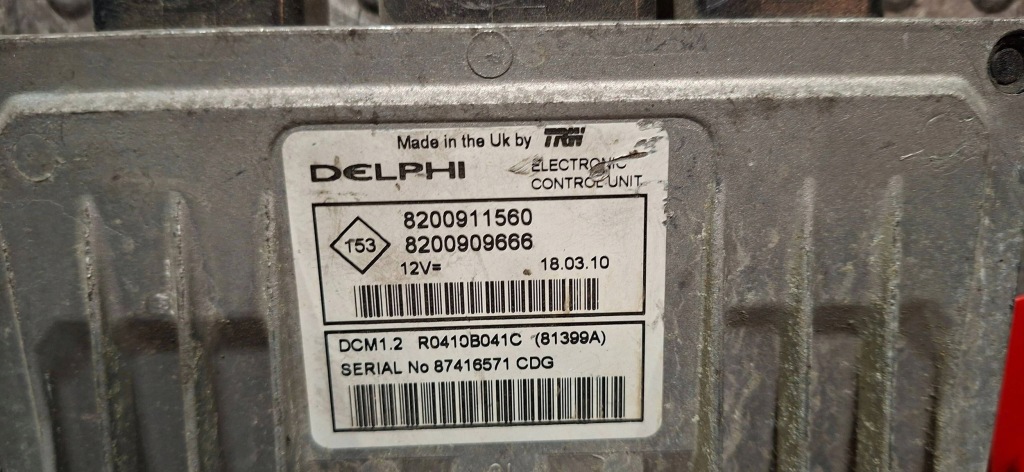 Made in the Uk by TRW
DELPHI
ELECTRONIC
CONTROL UNIT
153
8200911560
8200909666
12V= 18.03.10
DCM1.2 R0410B041C (81399A)
SERIAL No 87416571 CDG